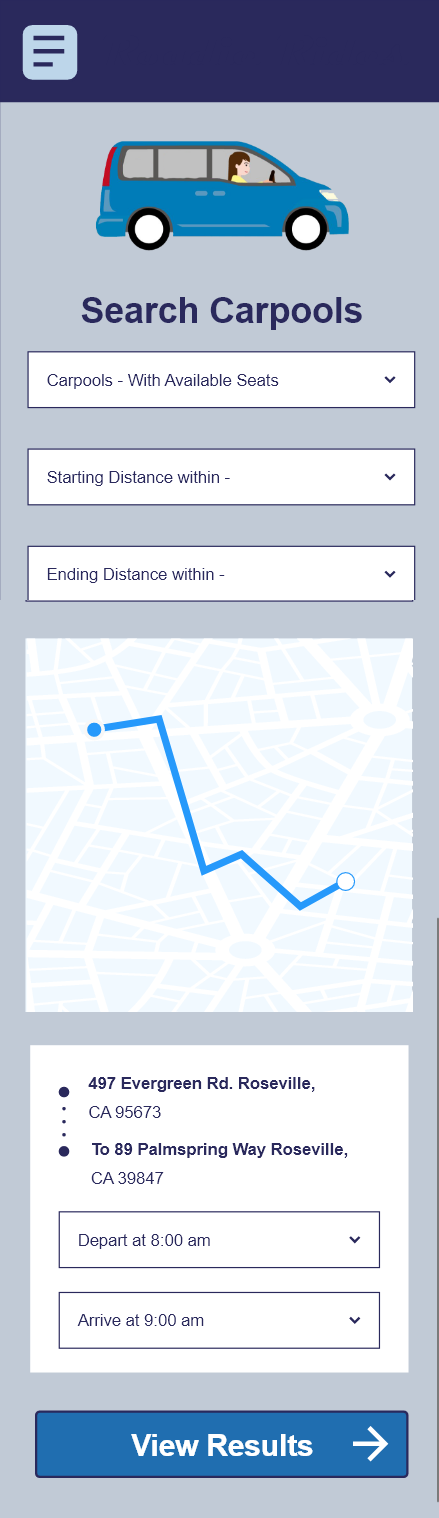 Search Carpools
Carpools - With Available Seats
Starting Distance within -
Ending Distance within -
497 Evergreen Rd. Roseville,
CA 95673
To 89 Palmspring Way Roseville,
CA 39847
Depart at 8:00 am
Arrive at 9:00 am
View Results